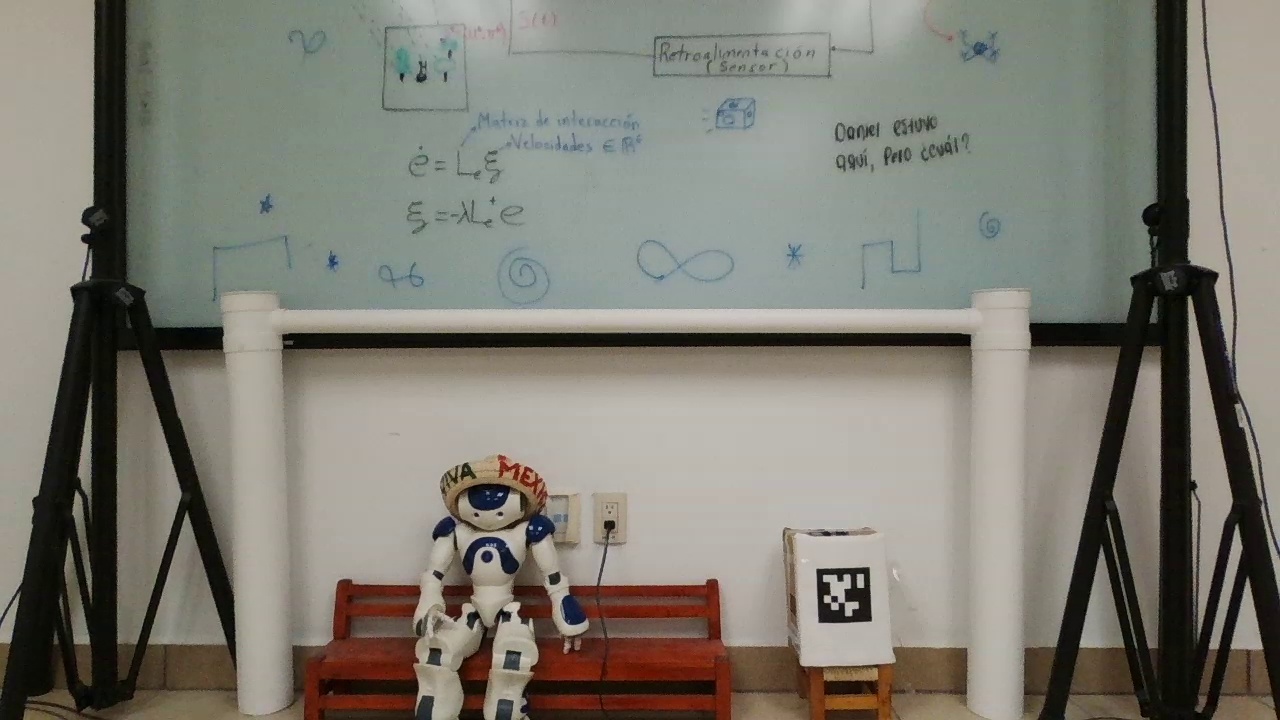 S(t)
Retroalimentación
(Sensor)
Matriz de interacción
Velocidades ∈ ℝ⁶
ė = Lₑξ
ξ = -λLₑ⁺e
Daniel estuvo
aquí, Pero ¿cuál?
VIVA MEXI